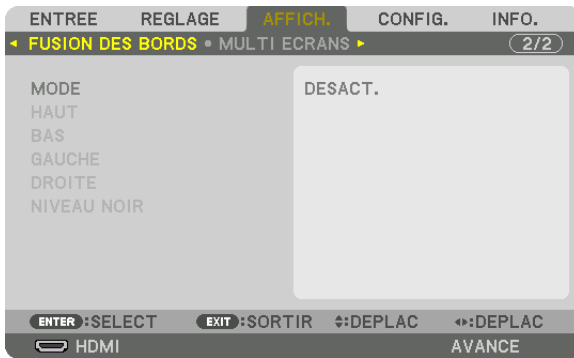 ENTREE REGLAGE AFFICH. CONFIG. INFO.
◂ FUSION DES BORDS • MULTI ECRANS ▸ 2/2
MODE DESACT.
HAUT
BAS
GAUCHE
DROITE
NIVEAU NOIR
ENTER :SELECT EXIT :SORTIR :DEPLAC :DEPLAC
HDMI AVANCE